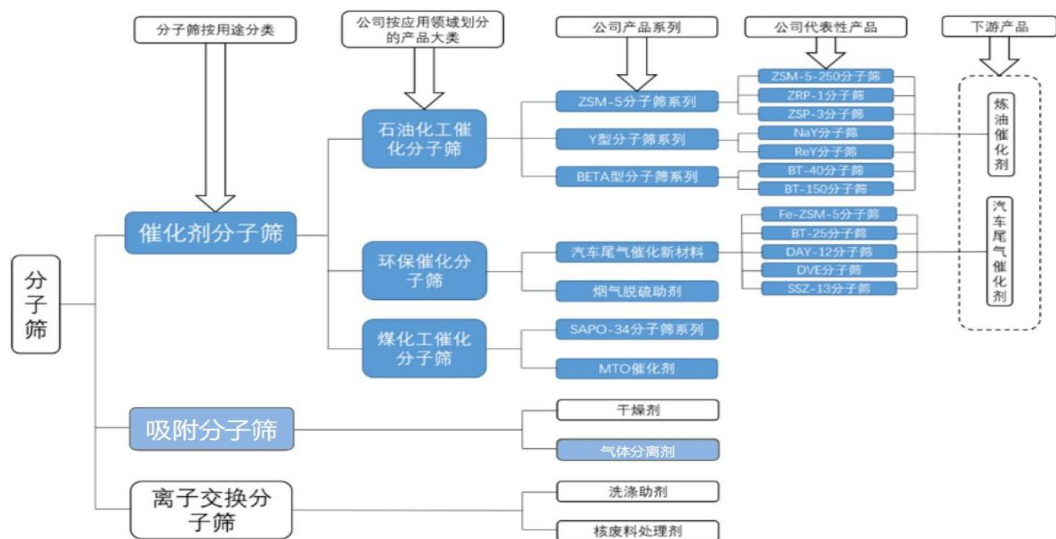 分子筛按用途分类
公司按应用领域划分
的产品大类
公司产品系列
公司代表性产品
下游产品
分子筛
催化剂分子筛
石油化工催
化分子筛
ZSM-5分子筛系列
ZSM-5-250分子筛
ZRP-1分子筛
ZSP-3分子筛
Y型分子筛系列
NaY分子筛
ReY分子筛
BETA型分子筛系列
BT-40分子筛
BT-150分子筛
炼油催化剂
环保催化分
子筛
汽车尾气催化新材料
Fe-ZSM-5分子筛
BT-25分子筛
DAY-12分子筛
DVE分子筛
SSZ-13分子筛
汽车尾气催化剂
烟气脱硫助剂
煤化工催化
分子筛
SAPO-34分子筛系列
MTO催化剂
吸附分子筛
干燥剂
气体分离剂
离子交换分
子筛
洗涤助剂
核废料处理剂